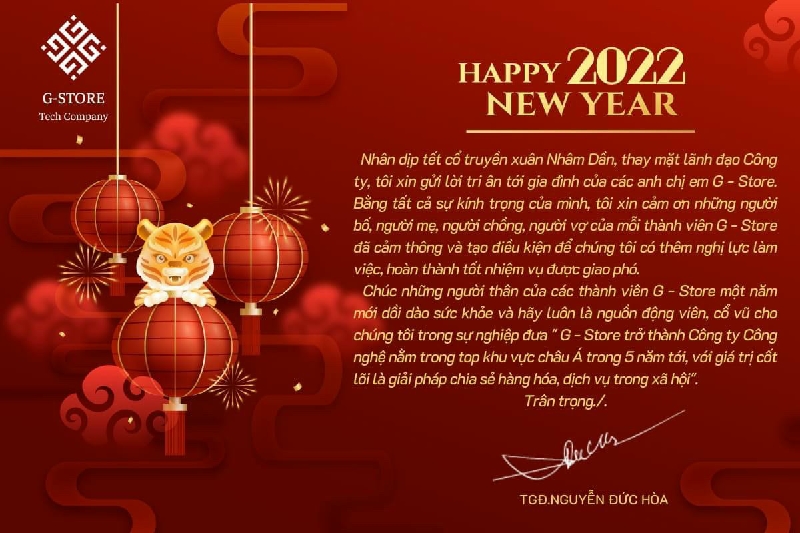 G-STORE
Tech Company
HAPPY 2022
NEW YEAR
Nhân dịp tết cổ truyền xuân Nhâm Dần, thay mặt lãnh đạo Công
ty, tôi xin gửi lời tri ân tới gia đình của các anh chị em G - Store.
Bằng tất cả sự kính trọng của mình, tôi xin cảm ơn những người
bố, người mẹ, người chồng, người vợ của mỗi thành viên G - Store
đã cảm thông và tạo điều kiện để chúng tôi có thêm nghị lực làm
việc, hoàn thành tốt nhiệm vụ được giao phó.
Chúc những người thân của các thành viên G - Store một năm
mới dồi dào sức khỏe và hãy luôn là nguồn động viên, cổ vũ cho
chúng tôi trong sự nghiệp đưa " G - Store trở thành Công ty Công
nghệ nằm trong top khu vực châu Á trong 5 năm tới, với giá trị cốt
lõi là giải pháp chia sẻ hàng hóa, dịch vụ trong xã hội".
Trân trọng./.
TGĐ.NGUYỄN ĐỨC HÒA